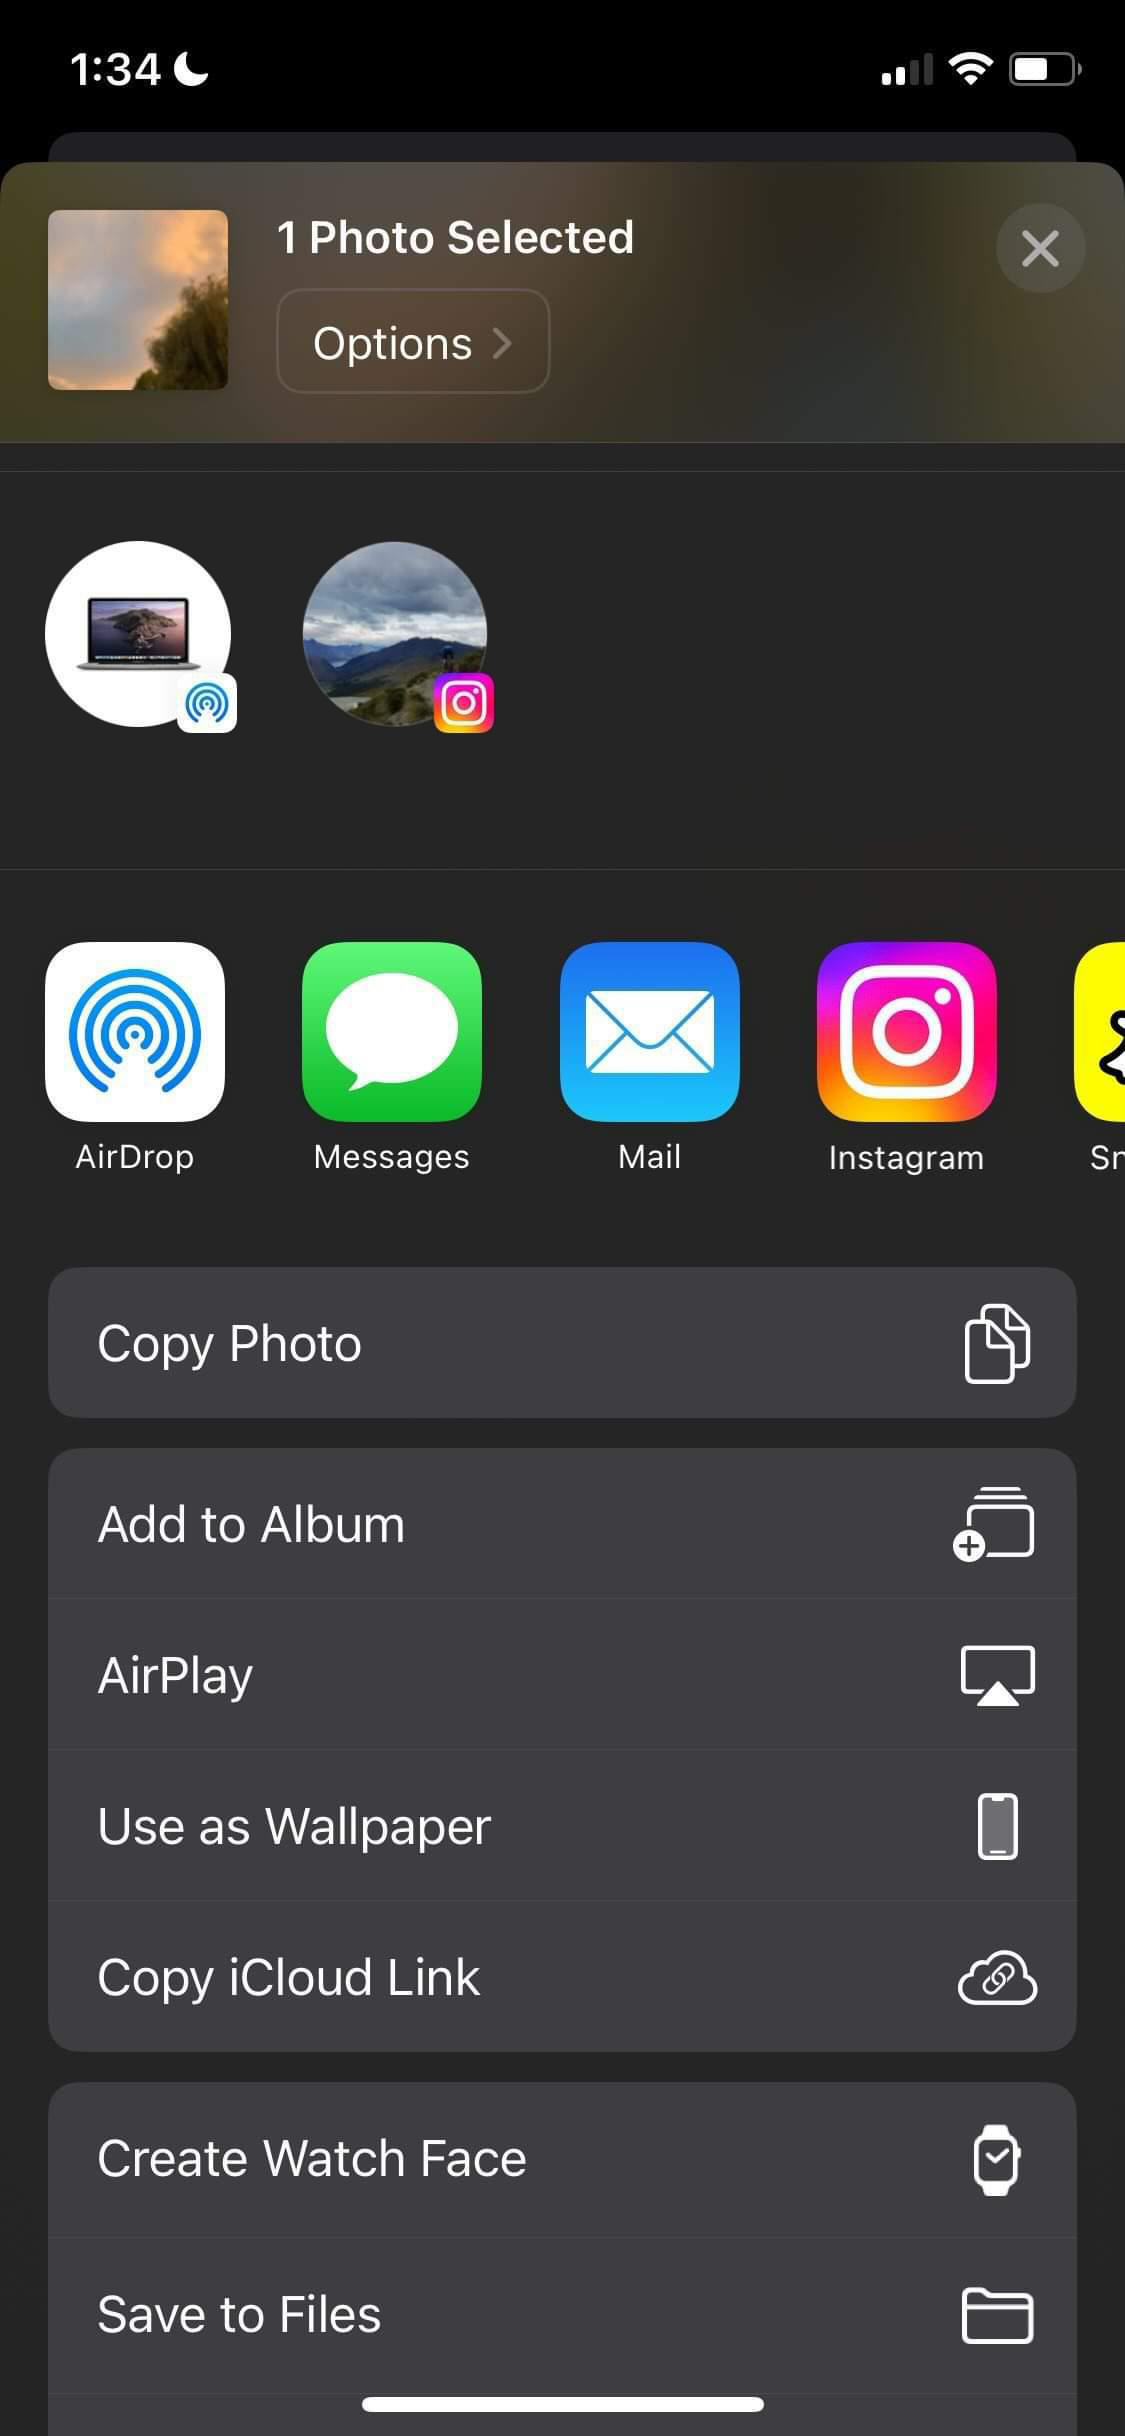 1:34
1 Photo Selected
Options
AirDrop
Messages
Mail
Instagram
Sn
Copy Photo
Add to Album
AirPlay
Use as Wallpaper
Copy iCloud Link
Create Watch Face
Save to Files